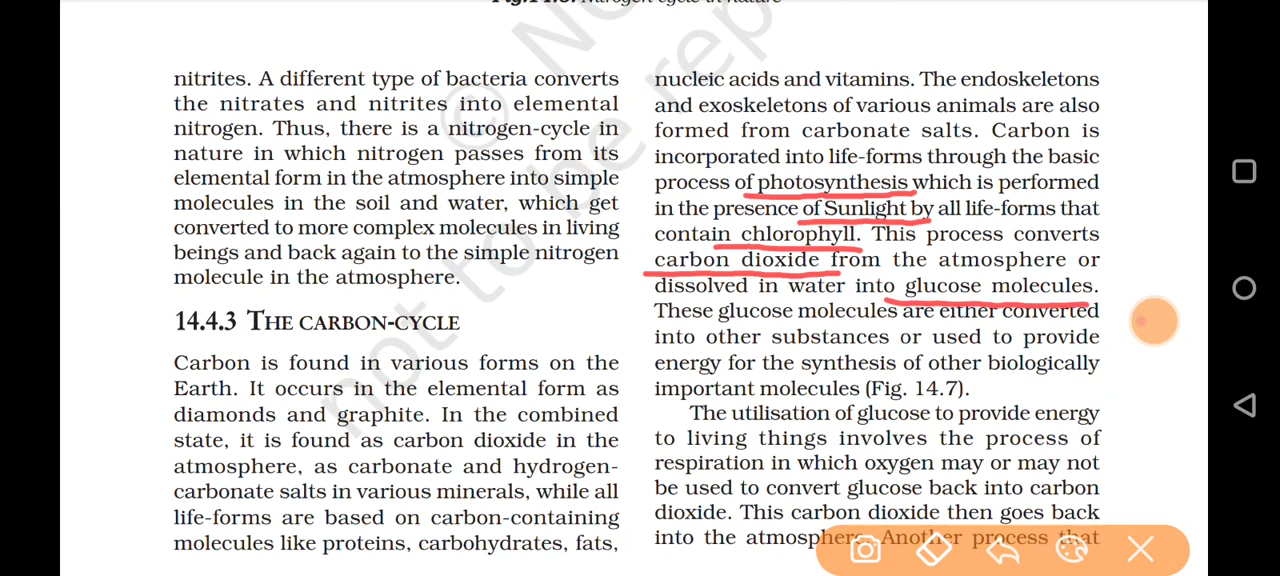 nitrites. A different type of bacteria converts
the nitrates and nitrites into elemental
nitrogen. Thus, there is a nitrogen-cycle in
nature in which nitrogen passes from its
elemental form in the atmosphere into simple
molecules in the soil and water, which get
converted to more complex molecules in living
beings and back again to the simple nitrogen
molecule in the atmosphere.
14.4.3 THE CARBON-CYCLE
Carbon is found in various forms on the
Earth. It occurs in the elemental form as
diamonds and graphite. In the combined
state, it is found as carbon dioxide in the
atmosphere, as carbonate and hydrogen-
carbonate salts in various minerals, while all
life-forms are based on carbon-containing
molecules like proteins, carbohydrates, fats,
nucleic acids and vitamins. The endoskeletons
and exoskeletons of various animals are also
formed from carbonate salts. Carbon is
incorporated into life-forms through the basic
process of photosynthesis which is performed
in the presence of Sunlight by all life-forms that
contain chlorophyll. This process converts
carbon dioxide from the atmosphere or
dissolved in water into glucose molecules.
These glucose molecules are either converted
into other substances or used to provide
energy for the synthesis of other biologically
important molecules (Fig. 14.7).
The utilisation of glucose to provide energy
to living things involves the process of
respiration in which oxygen may or may not
be used to convert glucose back into carbon
dioxide. This carbon dioxide then goes back
into the atmosphere. Another process that
not to be rep